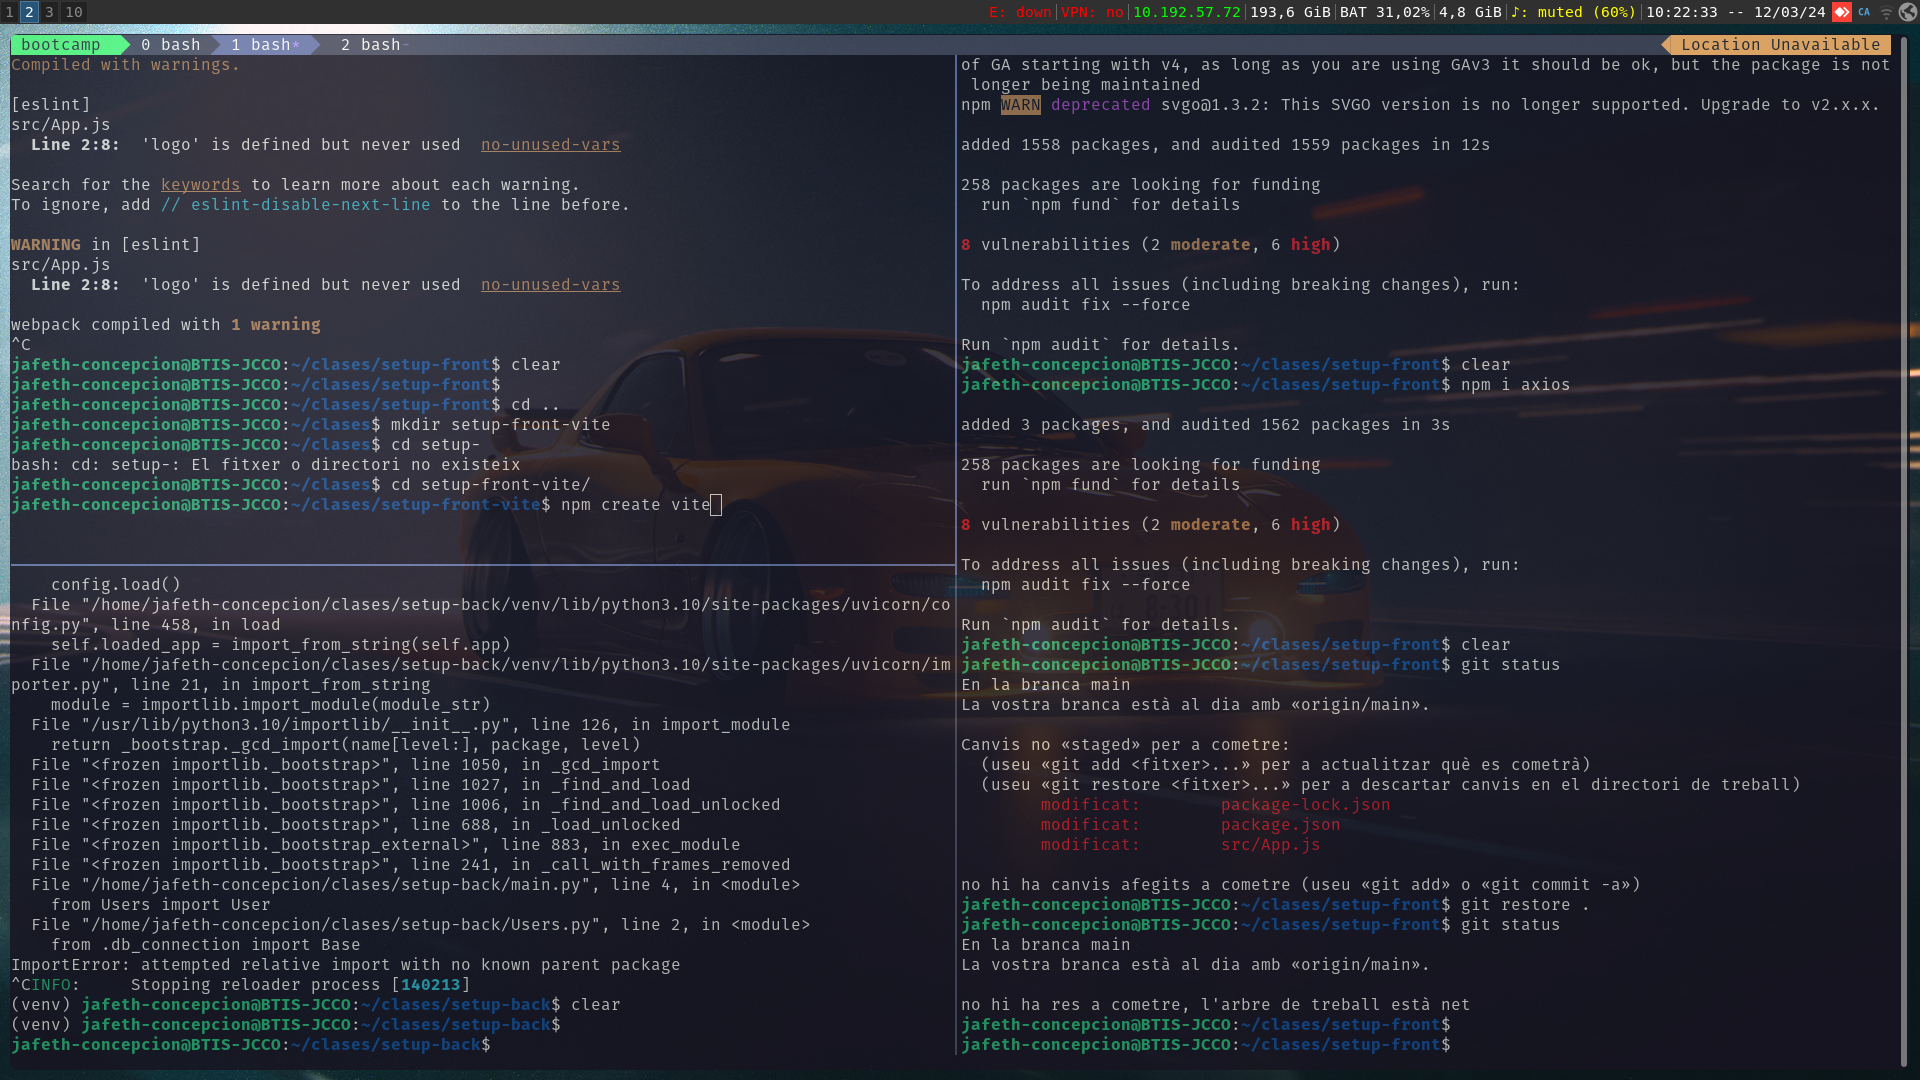 1 2 3 10
E: down|VPN: no|10.192.57.72|193,6 GiB|BAT 31,02%|4,8 GiB|♪: muted (60%)|10:22:33 -- 12/03/24 CA
bootcamp 0 bash 1 bash* 2 bash-
Location Unavailable
Compiled with warnings.
[eslint]
src/App.js
Line 2:8: 'logo' is defined but never used no-unused-vars
Search for the keywords to learn more about each warning.
To ignore, add // eslint-disable-next-line to the line before.
WARNING in [eslint]
src/App.js
Line 2:8: 'logo' is defined but never used no-unused-vars
webpack compiled with 1 warning
^C
jafeth-concepcion@BTIS-JCCO:~/clases/setup-front$ clear
jafeth-concepcion@BTIS-JCCO:~/clases/setup-front$
jafeth-concepcion@BTIS-JCCO:~/clases/setup-front$ cd ..
jafeth-concepcion@BTIS-JCCO:~/clases$ mkdir setup-front-vite
jafeth-concepcion@BTIS-JCCO:~/clases$ cd setup-
bash: cd: setup-: El fitxer o directori no existeix
jafeth-concepcion@BTIS-JCCO:~/clases$ cd setup-front-vite/
jafeth-concepcion@BTIS-JCCO:~/clases/setup-front-vite$ npm create vite
config.load()
File "/home/jafeth-concepcion/clases/setup-back/venv/lib/python3.10/site-packages/uvicorn/co
nfig.py", line 458, in load
self.loaded_app = import_from_string(self.app)
File "/home/jafeth-concepcion/clases/setup-back/venv/lib/python3.10/site-packages/uvicorn/im
porter.py", line 21, in import_from_string
module = importlib.import_module(module_str)
File "/usr/lib/python3.10/importlib/__init__.py", line 126, in import_module
return _bootstrap._gcd_import(name[level:], package, level)
File "<frozen importlib._bootstrap>", line 1050, in _gcd_import
File "<frozen importlib._bootstrap>", line 1027, in _find_and_load
File "<frozen importlib._bootstrap>", line 1006, in _find_and_load_unlocked
File "<frozen importlib._bootstrap>", line 688, in _load_unlocked
File "<frozen importlib._bootstrap_external>", line 883, in exec_module
File "<frozen importlib._bootstrap>", line 241, in _call_with_frames_removed
File "/home/jafeth-concepcion/clases/setup-back/main.py", line 4, in <module>
from Users import User
File "/home/jafeth-concepcion/clases/setup-back/Users.py", line 2, in <module>
from .db_connection import Base
ImportError: attempted relative import with no known parent package
^CINFO: Stopping reloader process [140213]
(venv) jafeth-concepcion@BTIS-JCCO:~/clases/setup-back$ clear
(venv) jafeth-concepcion@BTIS-JCCO:~/clases/setup-back$
jafeth-concepcion@BTIS-JCCO:~/clases/setup-back$
of GA starting with v4, as long as you are using GAv3 it should be ok, but the package is not
longer being maintained
npm WARN deprecated svgo@1.3.2: This SVGO version is no longer supported. Upgrade to v2.x.x.
added 1558 packages, and audited 1559 packages in 12s
258 packages are looking for funding
run `npm fund` for details
8 vulnerabilities (2 moderate, 6 high)
To address all issues (including breaking changes), run:
npm audit fix --force
Run `npm audit` for details.
jafeth-concepcion@BTIS-JCCO:~/clases/setup-front$ clear
jafeth-concepcion@BTIS-JCCO:~/clases/setup-front$ npm i axios
added 3 packages, and audited 1562 packages in 3s
258 packages are looking for funding
run `npm fund` for details
8 vulnerabilities (2 moderate, 6 high)
To address all issues (including breaking changes), run:
npm audit fix --force
Run `npm audit` for details.
jafeth-concepcion@BTIS-JCCO:~/clases/setup-front$ clear
jafeth-concepcion@BTIS-JCCO:~/clases/setup-front$ git status
En la branca main
La vostra branca està al dia amb «origin/main».
Canvis no «staged» per a cometre:
(useu «git add <fitxer>...» per a actualitzar què es cometrà)
(useu «git restore <fitxer>...» per a descartar canvis en el directori de treball)
modificat: package-lock.json
modificat: package.json
modificat: src/App.js
no hi ha canvis afegits a cometre (useu «git add» o «git commit -a»)
jafeth-concepcion@BTIS-JCCO:~/clases/setup-front$ git restore .
jafeth-concepcion@BTIS-JCCO:~/clases/setup-front$ git status
En la branca main
La vostra branca està al dia amb «origin/main».
no hi ha res a cometre, l'arbre de treball està net
jafeth-concepcion@BTIS-JCCO:~/clases/setup-front$
jafeth-concepcion@BTIS-JCCO:~/clases/setup-front$